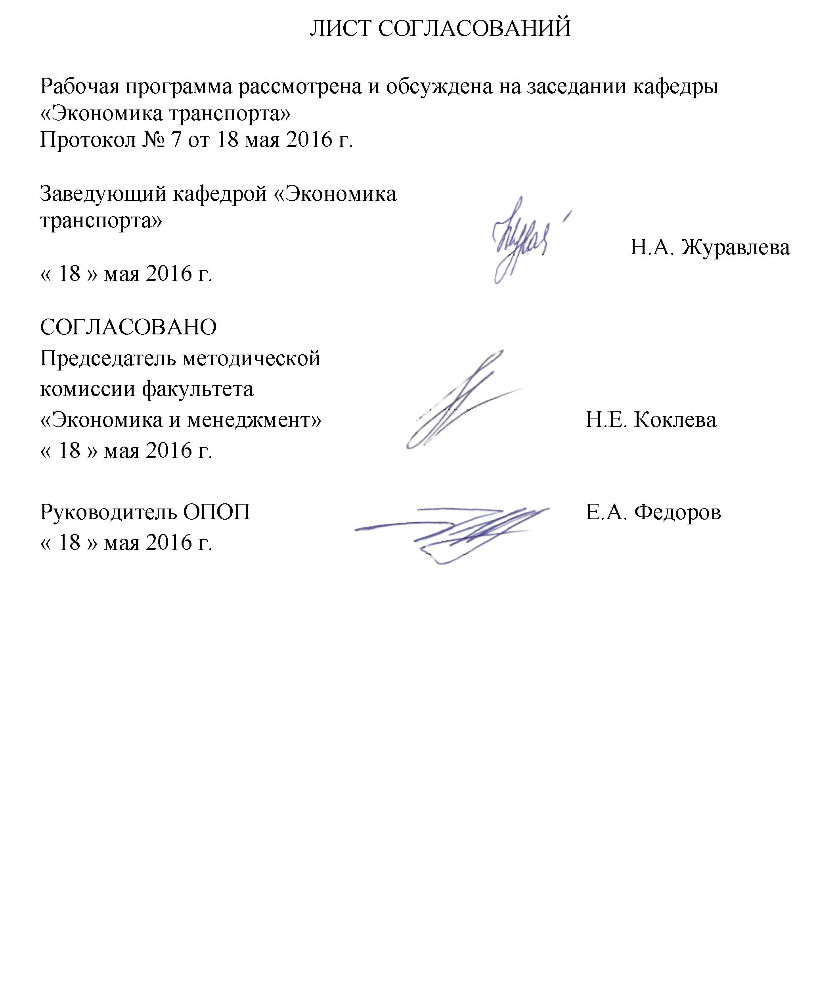 ЛИСТ СОГЛАСОВАНИЙ
Рабочая программа рассмотрена и обсуждена на заседании кафедры
«Экономика транспорта»
Протокол № 7 от 18 мая 2016 г.
Заведующий кафедрой «Экономика
транспорта»
Н.А. Журавлева
« 18 » мая 2016 г.
СОГЛАСОВАНО
Председатель методической
комиссии факультета
«Экономика и менеджмент» Н.Е. Коклева
« 18 » мая 2016 г.
Руководитель ОПОП Е.А. Федоров
« 18 » мая 2016 г.